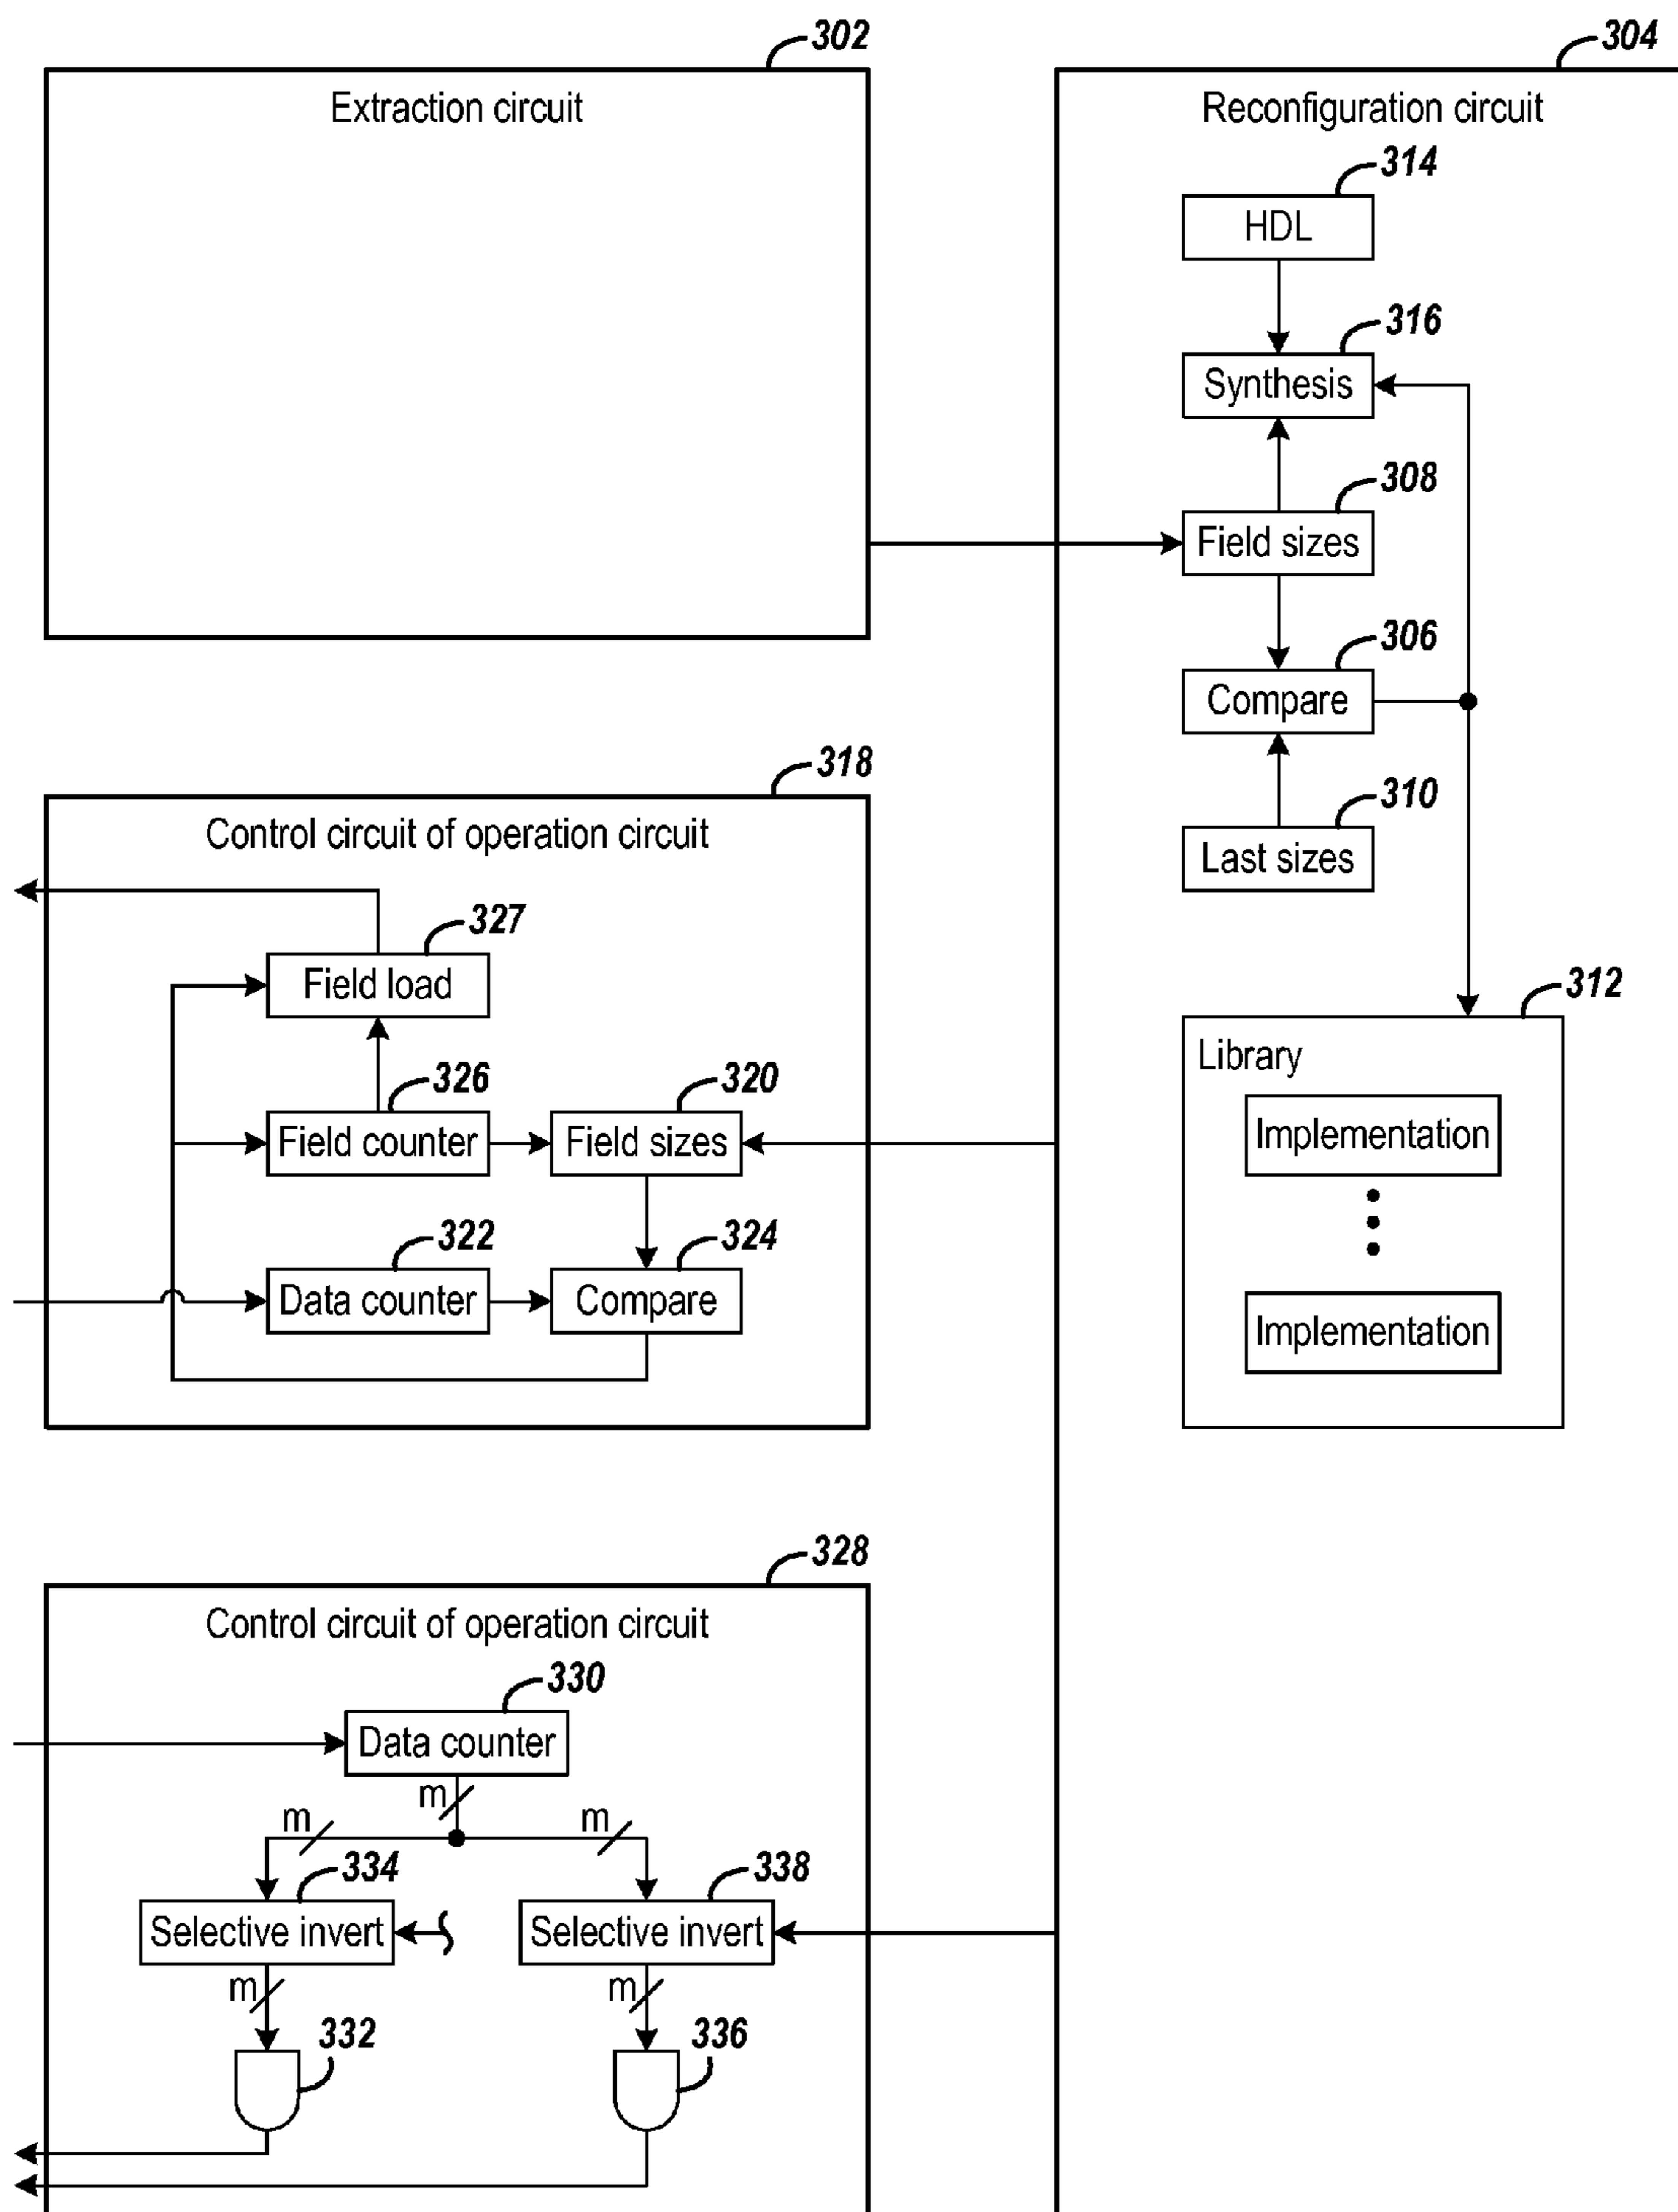 302
Extraction circuit
304
Reconfiguration circuit
314
HDL
316
Synthesis
308
Field sizes
306
Compare
310
Last sizes
312
Library
Implementation
Implementation
318
Control circuit of operation circuit
327
Field load
326
Field counter
320
Field sizes
322
Data counter
324
Compare
328
Control circuit of operation circuit
330
Data counter
m
m
m
334
Selective invert
338
Selective invert
m
m
332
336